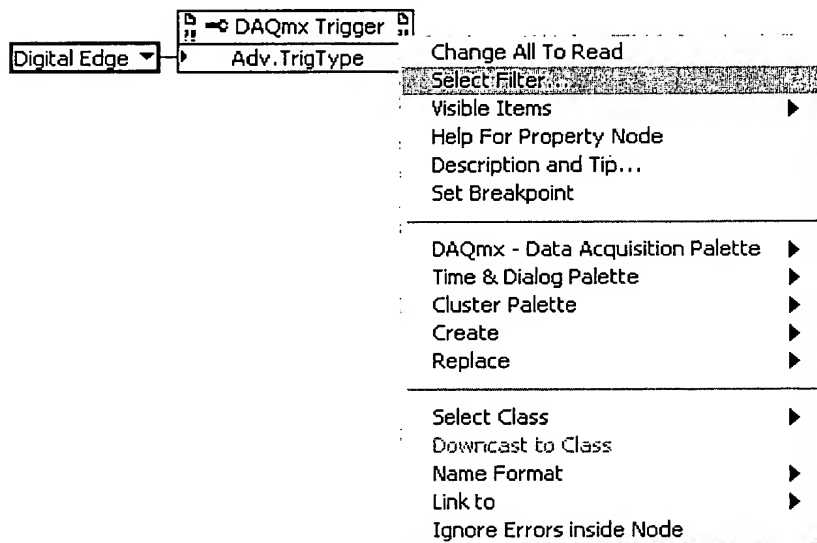 DAQmx Trigger
Digital Edge
Adv.TrigType
Change All To Read
Select Filter...
Visible Items
Help For Property Node
Description and Tip...
Set Breakpoint
DAQmx - Data Acquisition Palette
Time & Dialog Palette
Cluster Palette
Create
Replace
Select Class
Downcast to Class
Name Format
Link to
Ignore Errors inside Node